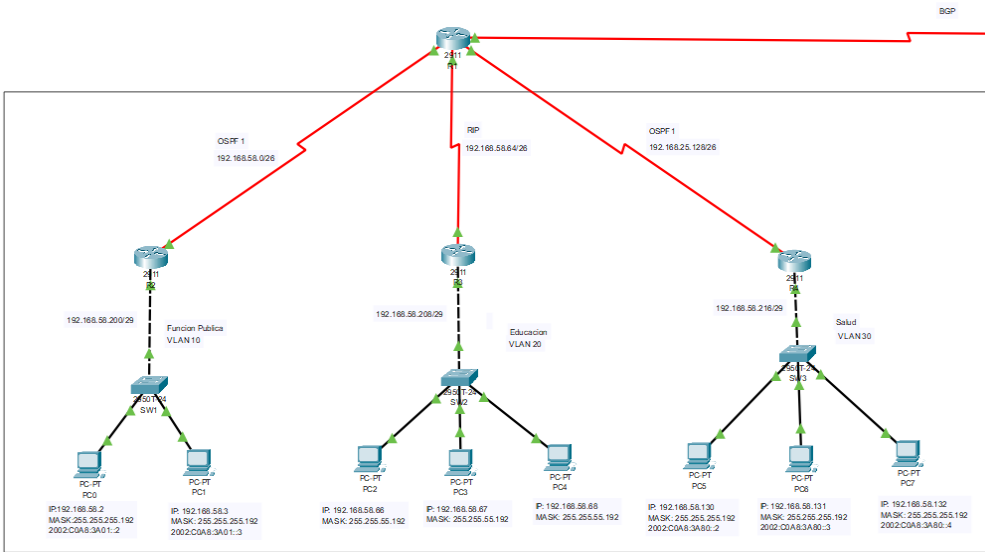 BGP
2911
R1
OSPF 1
192.168.58.0/26
RIP
192.168.58.64/26
OSPF 1
192.168.25.128/26
2911
R2
2911
R3
2911
R4
192.168.58.200/29
Funcion Publica
VLAN 10
192.168.58.208/29
Educacion
VLAN 20
192.168.58.216/29
Salud
VLAN 30
2950T-24
SW1
2950T-24
SW2
2950T-24
SW3
PC-PT
PC0
PC-PT
PC1
PC-PT
PC2
PC-PT
PC3
PC-PT
PC4
PC-PT
PC5
PC-PT
PC6
PC-PT
PC7
IP:192.168.58.2
MASK:255.255.255.192
2002:C0A8:3A01::2
IP: 192.168.58.3
MASK: 255.255.255.192
2002:C0A8:3A01::3
IP: 192.168.58.66
MASK: 255.255.55.192
IP:192.168.58.67
MASK: 255.255.55.192
IP: 192.168.58.68
MASK: 255.255.55.192
IP: 192.168.58.130
MASK: 255.255.255.192
2002:C0A8:3A80::2
IP: 192.168.58.131
MASK: 255.255.255.192
2002:C0A8:3A80::3
IP: 192.168.58.132
MASK: 255.255.255.192
2002:C0A8:3A80::4